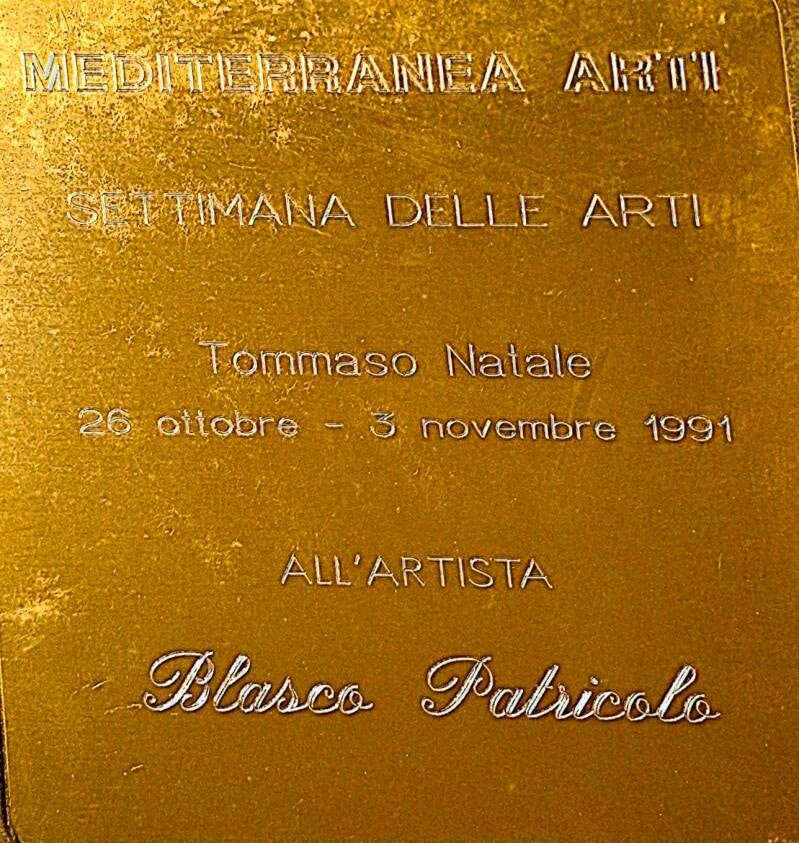 MEDITERRANEA ARTI
SETTIMANA DELLE ARTI
Tommaso Natale
26 ottobre - 3 novembre 1991
ALL'ARTISTA
Blasco Patricolo